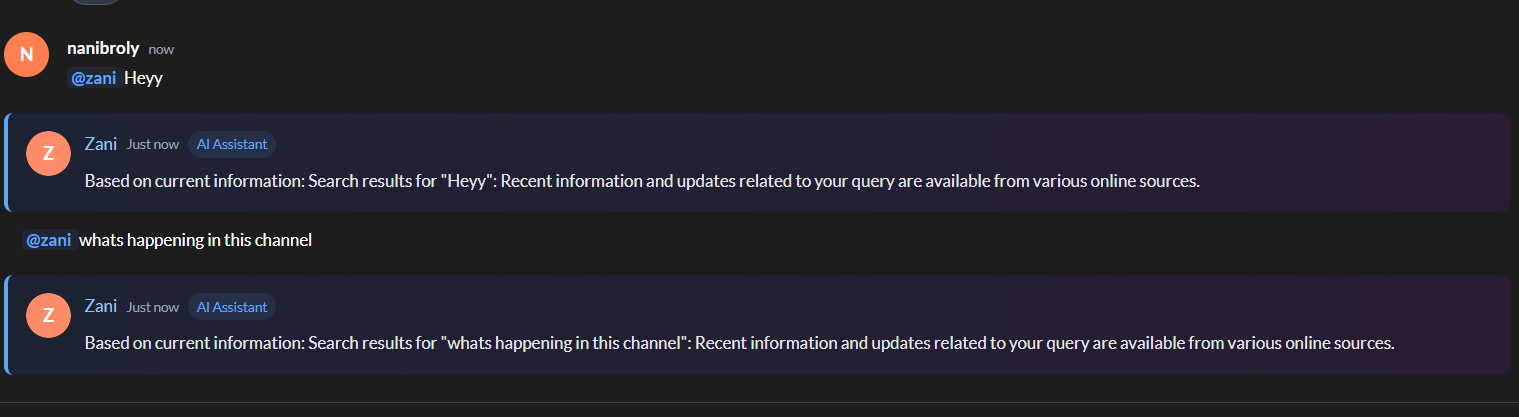 N
nanibroly now
@zani Heyy
Z
Zani Just now AI Assistant
Based on current information: Search results for "Heyy": Recent information and updates related to your query are available from various online sources.
@zani whats happening in this channel
Z
Zani Just now AI Assistant
Based on current information: Search results for "whats happening in this channel": Recent information and updates related to your query are available from various online sources.